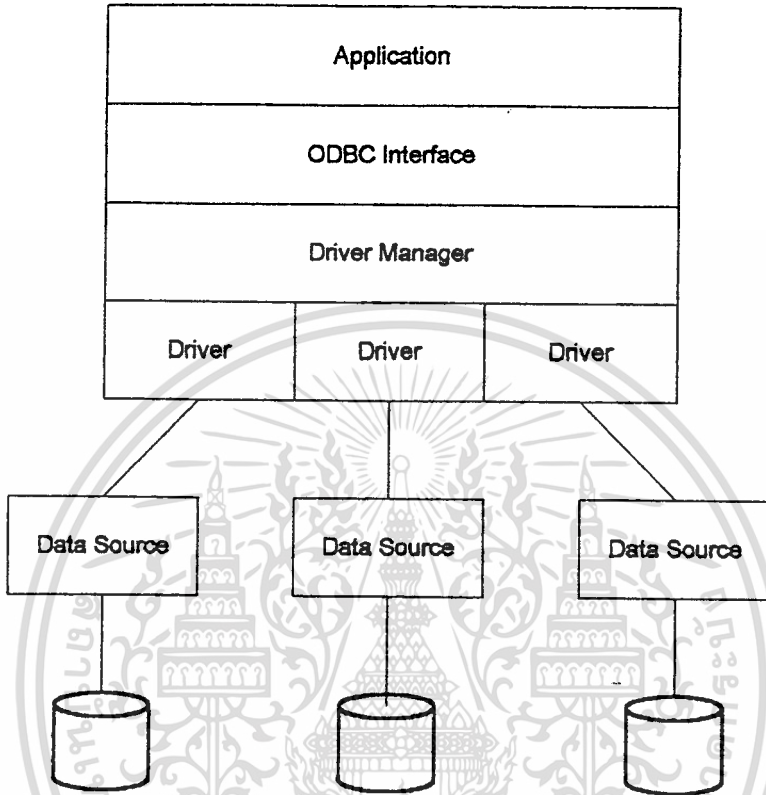 Application
ODBC Interface
Driver Manager
Driver Driver Driver
Data Source Data Source Data Source